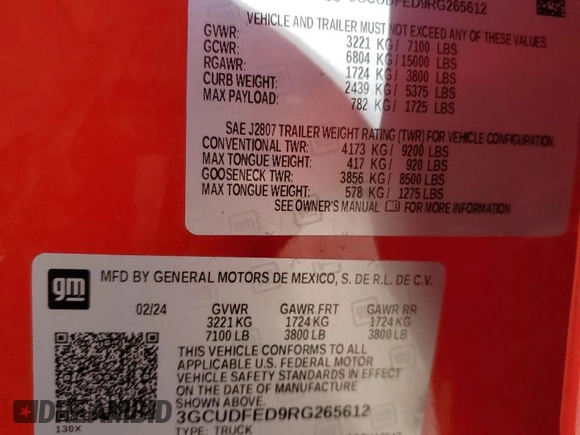 3GCUDFED9RG265612
VEHICLE AND TRAILER MUST NOT EXCEED ANY OF THESE VALUES
GVWR: 3221 KG / 7100 LBS
GCWR: 6804 KG / 15000 LBS
RGAWR: 1724 KG / 3800 LBS
CURB WEIGHT: 2439 KG / 5375 LBS
MAX PAYLOAD: 782 KG / 1725 LBS
SAE J2807 TRAILER WEIGHT RATING (TWR) FOR VEHICLE CONFIGURATION
CONVENTIONAL TWR: 4173 KG / 9200 LBS
MAX TONGUE WEIGHT: 417 KG / 920 LBS
GOOSENECK TWR: 3856 KG / 8500 LBS
MAX TONGUE WEIGHT: 578 KG / 1275 LBS
SEE OWNER'S MANUAL FOR MORE INFORMATION
gm MFD BY GENERAL MOTORS DE MEXICO, S. DE R.L. DE C.V.
02/24 GVWR GAWR FRT GAWR RR
3221 KG 1724 KG 1724 KG
7100 LB 3800 LB 3800 LB
THIS VEHICLE CONFORMS TO ALL
APPLICABLE U.S. FEDERAL MOTOR
VEHICLE SAFETY STANDARDS IN EFFECT
ON THE DATE OF MANUFACTURE
SHOWN ABOVE.
3GCUDFED9RG265612
130X TYPE: TRUCK
DREAMBID